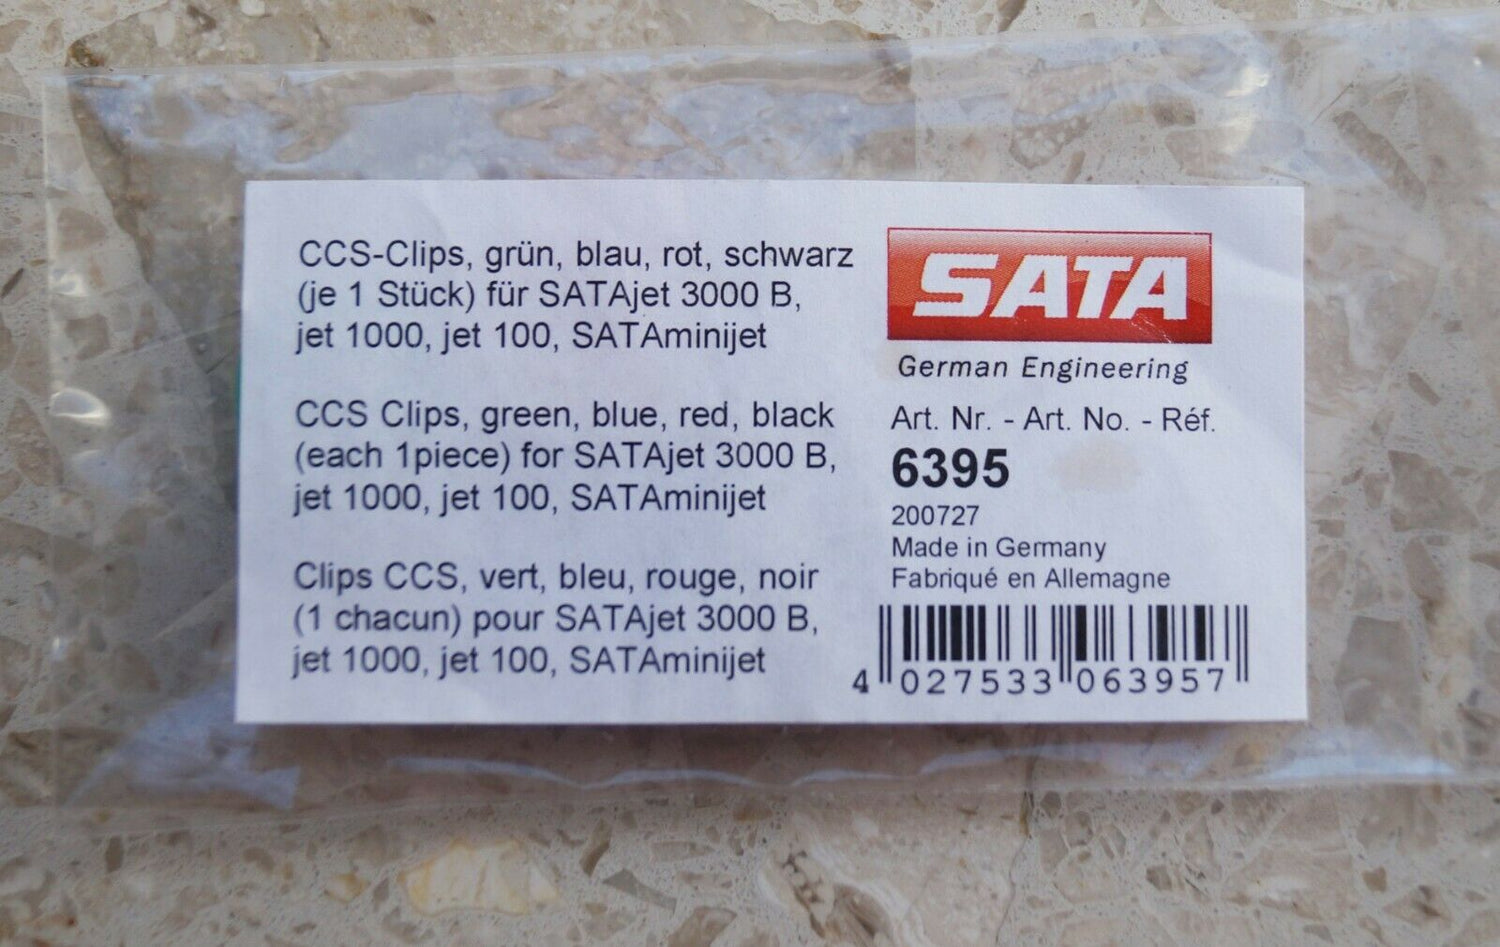 CCS-Clips, grün, blau, rot, schwarz
(je 1 Stück) für SATAjet 3000 B,
jet 1000, jet 100, SATAminijet
CCS Clips, green, blue, red, black
(each 1piece) for SATAjet 3000 B,
jet 1000, jet 100, SATAminijet
Clips CCS, vert, bleu, rouge, noir
(1 chacun) pour SATAjet 3000 B,
jet 1000, jet 100, SATAminijet
SATA
German Engineering
Art. Nr. - Art. No. - Réf.
6395
200727
Made in Germany
Fabriqué en Allemagne
4 027533 063957